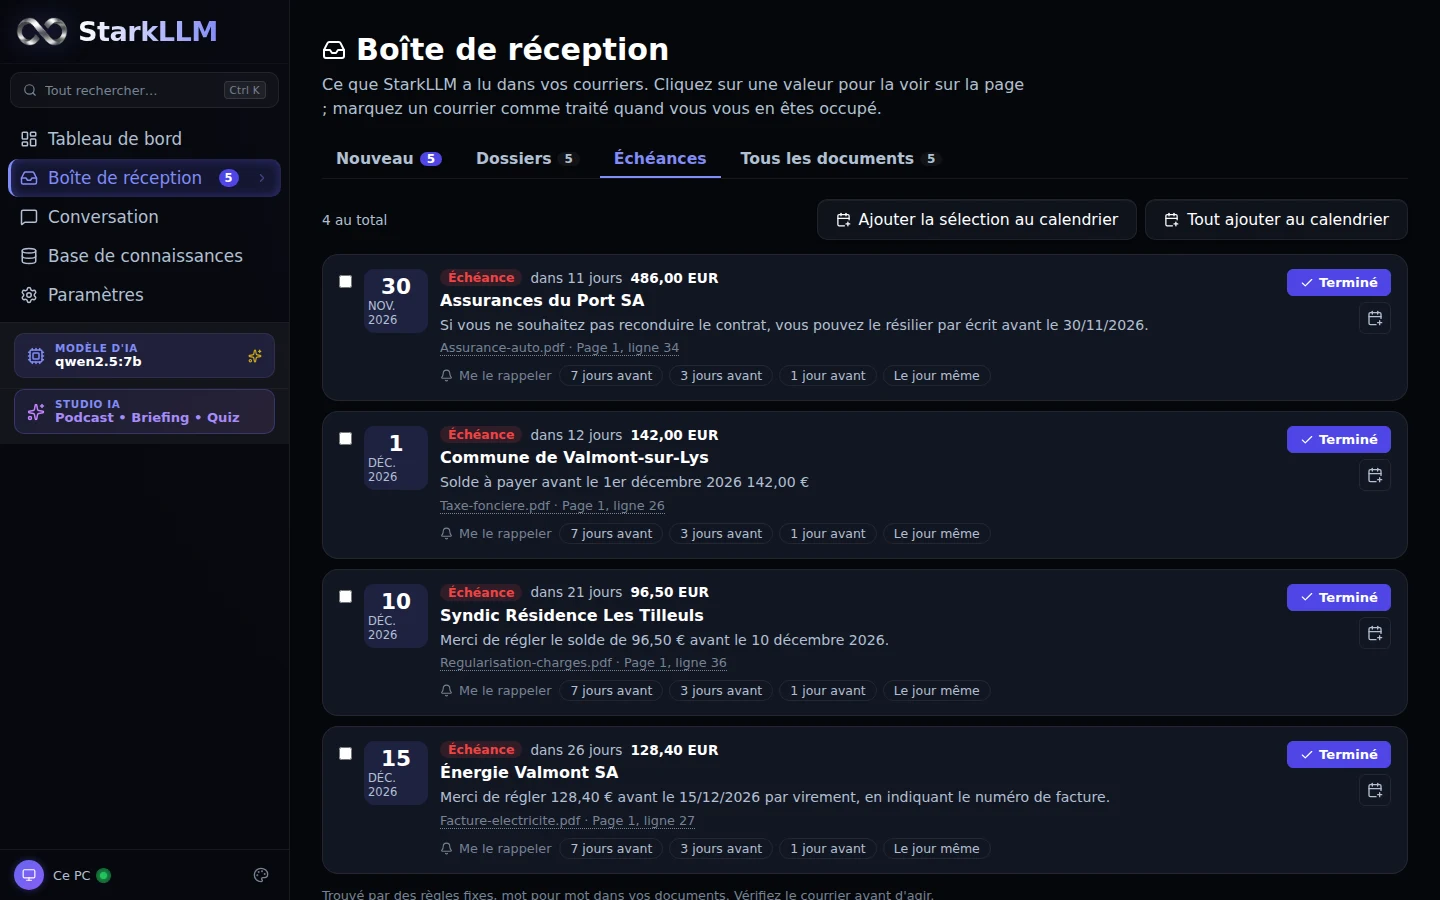 StarkLLM
Tout rechercher…
Ctrl K
Tableau de bord
Boîte de réception
5
Conversation
Base de connaissances
Paramètres
MODÈLE D'IA
qwen2.5:7b
STUDIO IA
Podcast • Briefing • Quiz
Ce PC
Boîte de réception
Ce que StarkLLM a lu dans vos courriers. Cliquez sur une valeur pour la voir sur la page
; marquez un courrier comme traité quand vous vous en êtes occupé.
Nouveau 5
Dossiers 5
Échéances
Tous les documents 5
4 au total
Ajouter la sélection au calendrier
Tout ajouter au calendrier
30
NOV.
2026
Échéance dans 11 jours 486,00 EUR
Assurances du Port SA
Si vous ne souhaitez pas reconduire le contrat, vous pouvez le résilier par écrit avant le 30/11/2026.
Assurance-auto.pdf · Page 1, ligne 34
Me le rappeler 7 jours avant 3 jours avant 1 jour avant Le jour même
Terminé
1
DÉC.
2026
Échéance dans 12 jours 142,00 EUR
Commune de Valmont-sur-Lys
Solde à payer avant le 1er décembre 2026 142,00 €
Taxe-fonciere.pdf · Page 1, ligne 26
Me le rappeler 7 jours avant 3 jours avant 1 jour avant Le jour même
Terminé
10
DÉC.
2026
Échéance dans 21 jours 96,50 EUR
Syndic Résidence Les Tilleuls
Merci de régler le solde de 96,50 € avant le 10 décembre 2026.
Regularisation-charges.pdf · Page 1, ligne 36
Me le rappeler 7 jours avant 3 jours avant 1 jour avant Le jour même
Terminé
15
DÉC.
2026
Échéance dans 26 jours 128,40 EUR
Énergie Valmont SA
Merci de régler 128,40 € avant le 15/12/2026 par virement, en indiquant le numéro de facture.
Facture-electricite.pdf · Page 1, ligne 27
Me le rappeler 7 jours avant 3 jours avant 1 jour avant Le jour même
Terminé
Trouvé par des règles fixes, mot pour mot dans vos documents. Vérifiez le courrier avant d'agir.